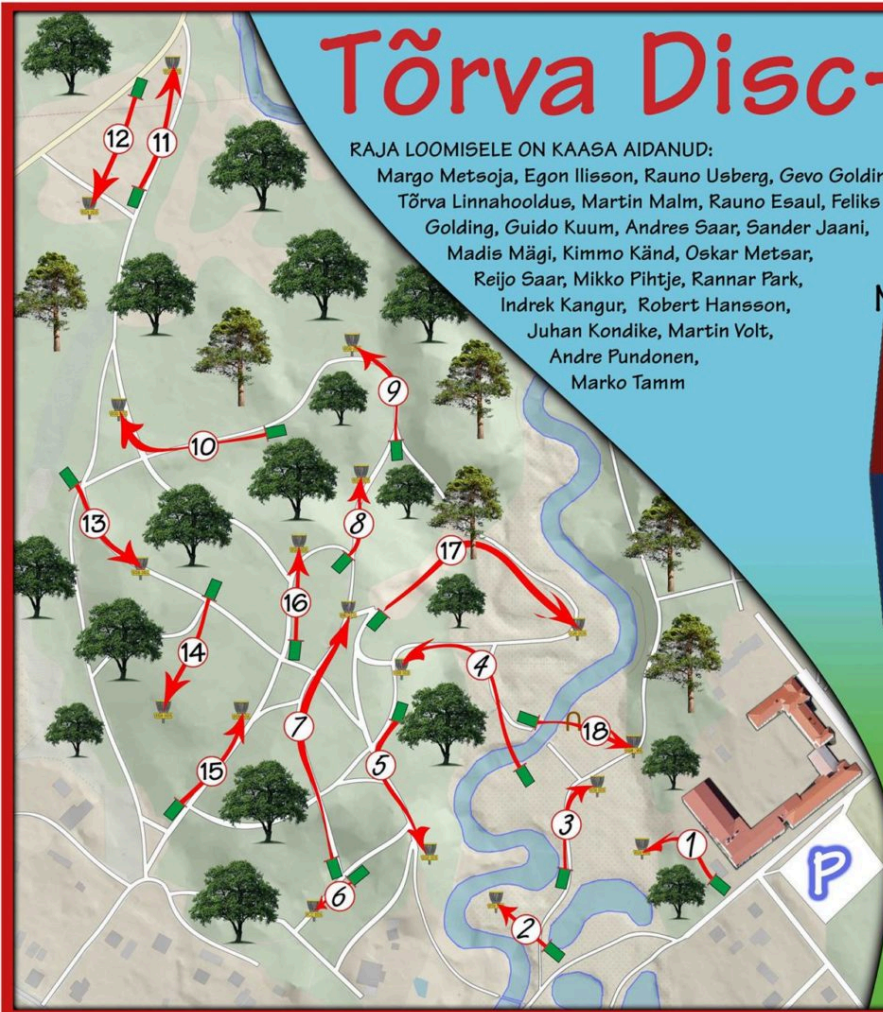 Tõrva Disc-
RAJA LOOMISELE ON KAASA AIDANUD:
Margo Metsoja, Egon Ilisson, Rauno Usberg, Gevo Goldin
Tõrva Linnahooldus, Martin Malm, Rauno Esaul, Feliks
Golding, Guido Kuum, Andres Saar, Sander Jaani,
Madis Mägi, Kimmo Känd, Oskar Metsar,
Reijo Saar, Mikko Pihtje, Rannar Park,
Indrek Kangur, Robert Hansson,
Juhan Kondike, Martin Volt,
Andre Pundonen,
Marko Tamm
N
12
11
9
10
13
8
17
16
14
4
7
18
15
5
3
1
P
6
2